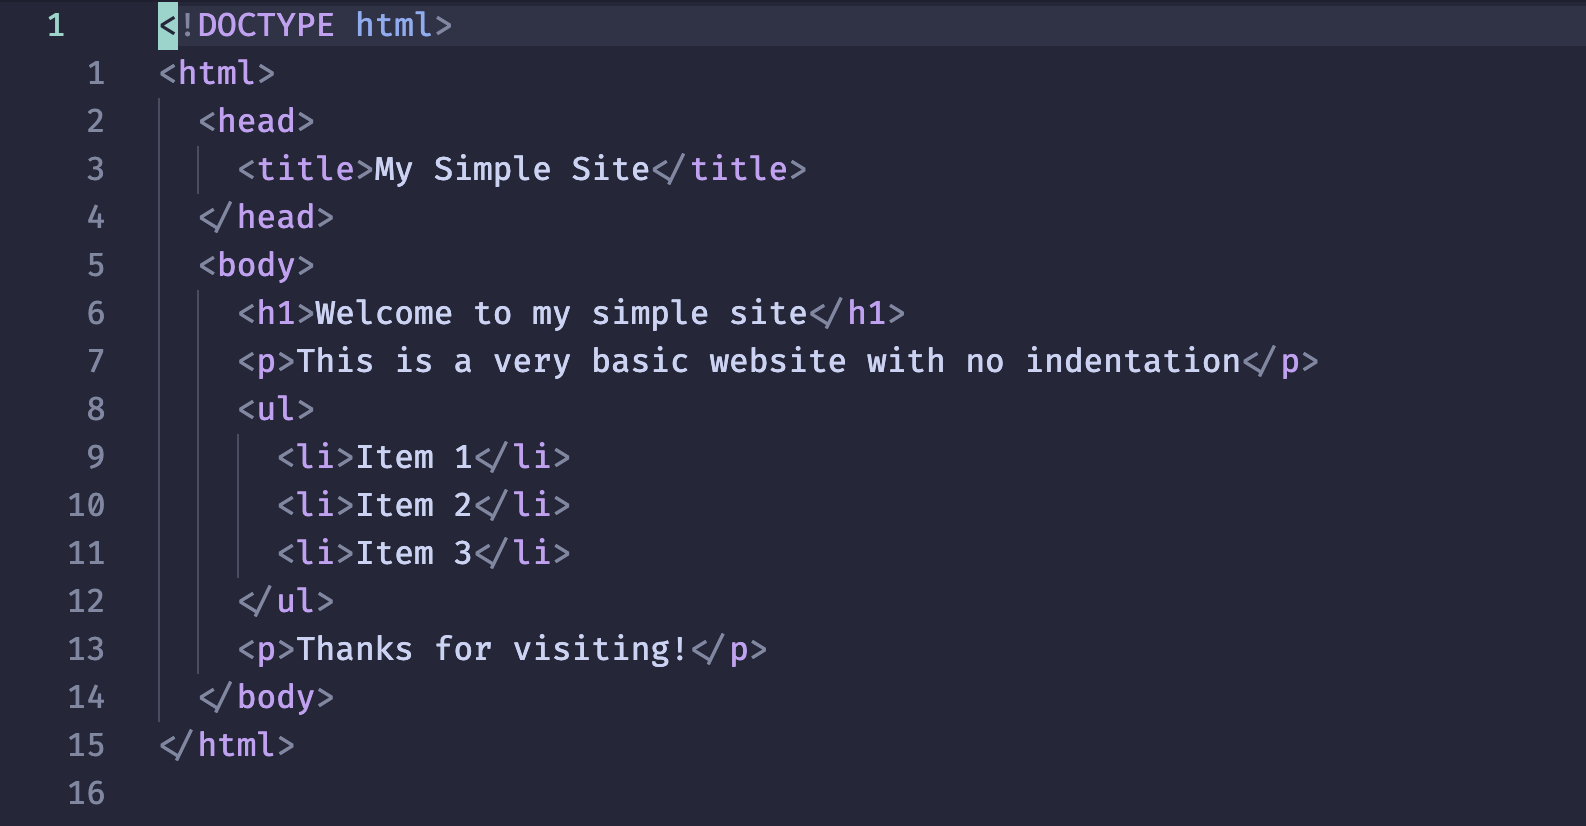 1 <!DOCTYPE html>
1 <html>
2 <head>
3 <title>My Simple Site</title>
4 </head>
5 <body>
6 <h1>Welcome to my simple site</h1>
7 <p>This is a very basic website with no indentation</p>
8 <ul>
9 <li>Item 1</li>
10 <li>Item 2</li>
11 <li>Item 3</li>
12 </ul>
13 <p>Thanks for visiting!</p>
14 </body>
15 </html>
16